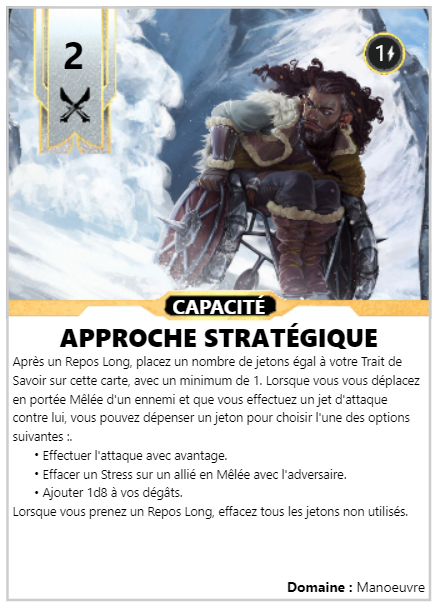 2
1
CAPACITÉ
APPROCHE STRATÉGIQUE
Après un Repos Long, placez un nombre de jetons égal à votre Trait de
Savoir sur cette carte, avec un minimum de 1. Lorsque vous vous déplacez
en portée Mêlée d'un ennemi et que vous effectuez un jet d'attaque
contre lui, vous pouvez dépenser un jeton pour choisir l'une des options
suivantes :.
• Effectuer l'attaque avec avantage.
• Effacer un Stress sur un allié en Mêlée avec l'adversaire.
• Ajouter 1d8 à vos dégâts.
Lorsque vous prenez un Repos Long, effacez tous les jetons non utilisés.
Domaine : Manoeuvre